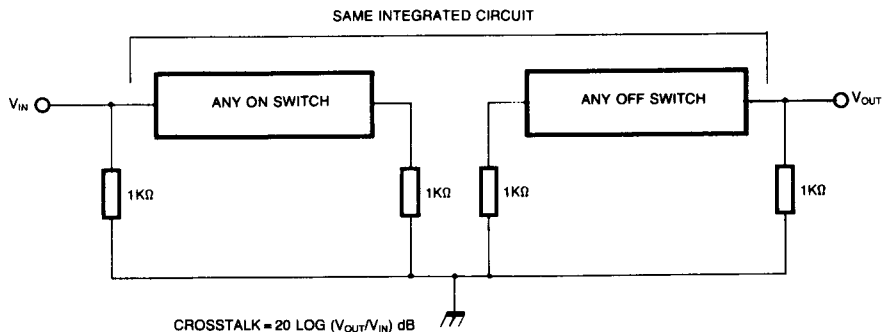 SAME INTEGRATED CIRCUIT
V_IN
ANY ON SWITCH
ANY OFF SWITCH
V_OUT
1KΩ
1KΩ
1KΩ
1KΩ
CROSSTALK = 20 LOG (V_OUT/V_IN) dB